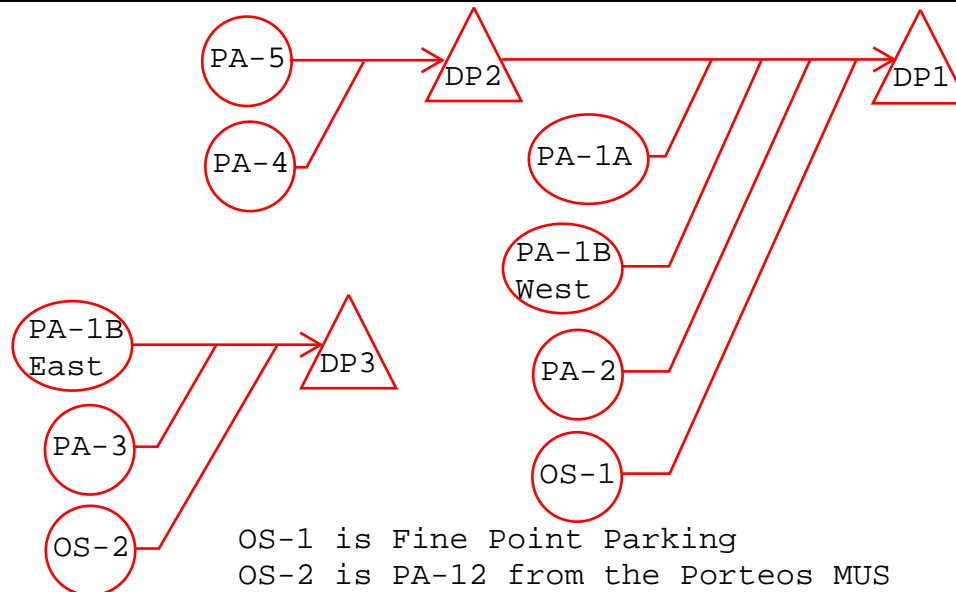 PA-5
DP2
DP1
PA-4
PA-1A
PA-1B
West
PA-1B
East
DP3
PA-2
PA-3
OS-1
OS-2
OS-1 is Fine Point Parking
OS-2 is PA-12 from the Porteos MUS